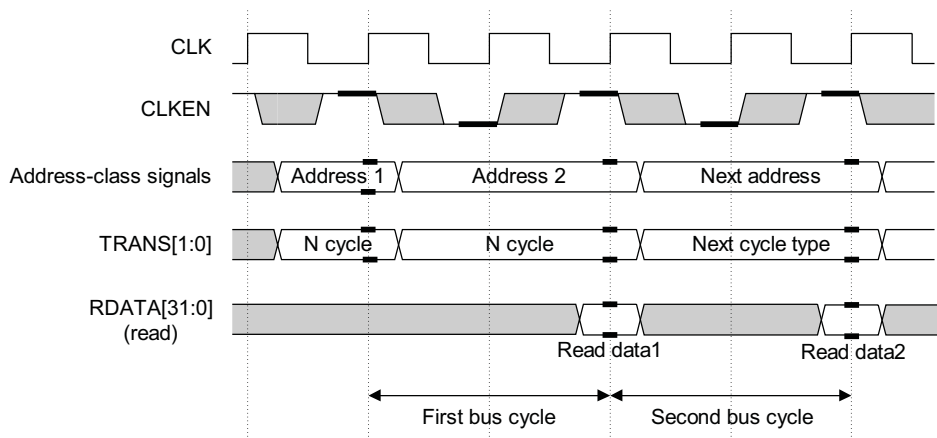 CLK
CLKEN
Address-class signals Address 1 Address 2 Next address
TRANS[1:0] N cycle N cycle Next cycle type
RDATA[31:0]
(read)
Read data1 Read data2
First bus cycle Second bus cycle